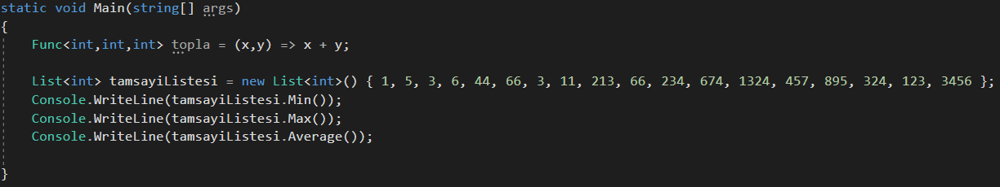 static void Main(string[] args)
{
Func<int,int,int> topla = (x,y) => x + y;
List<int> tamsayiListesi = new List<int>() { 1, 5, 3, 6, 44, 66, 3, 11, 213, 66, 234, 674, 1324, 457, 895, 324, 123, 3456 };
Console.WriteLine(tamsayiListesi.Min());
Console.WriteLine(tamsayiListesi.Max());
Console.WriteLine(tamsayiListesi.Average());
}